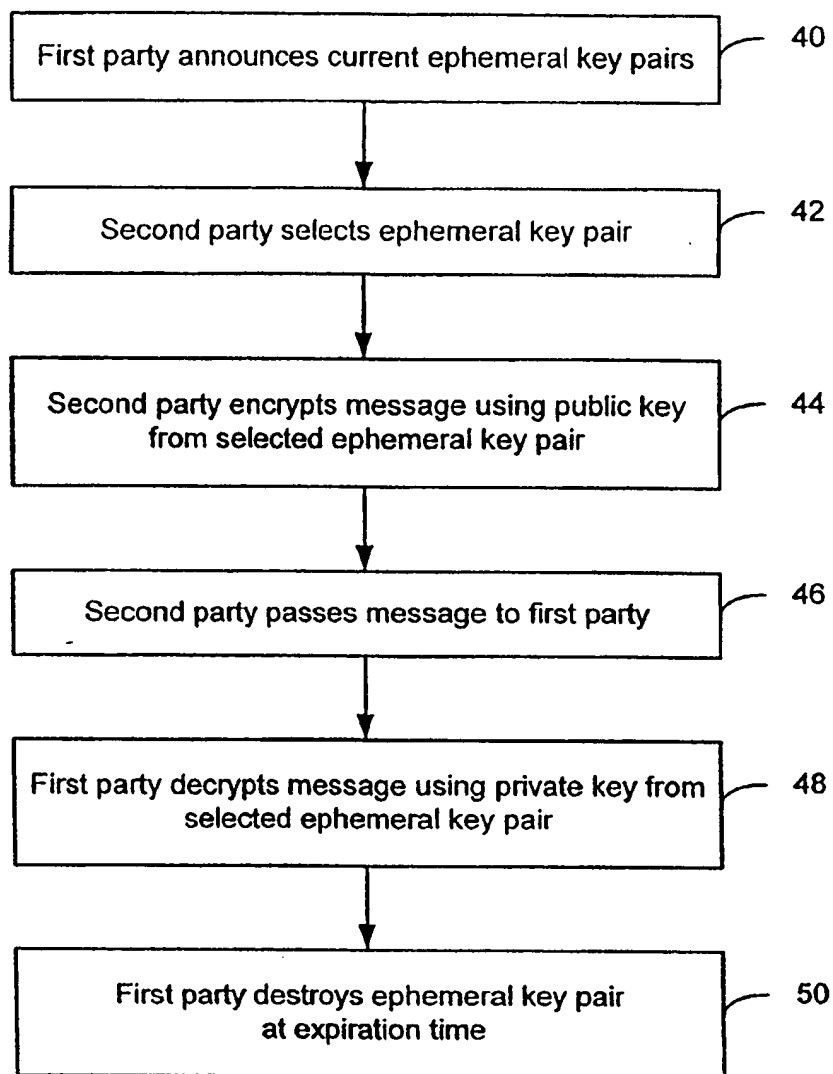 First party announces current ephemeral key pairs
40
Second party selects ephemeral key pair
42
Second party encrypts message using public key
from selected ephemeral key pair
44
Second party passes message to first party
46
First party decrypts message using private key from
selected ephemeral key pair
48
First party destroys ephemeral key pair
at expiration time
50